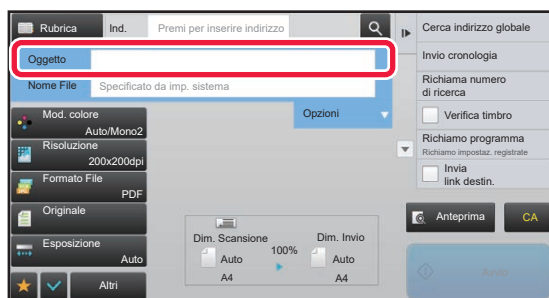 Rubrica
Ind.
Premi per inserire indirizzo
Oggetto
Nome File
Specificato da imp. sistema
Opzioni
Mod. colore
Auto/Mono2
Risoluzione
200x200dpi
Formato File
PDF
Originale
Esposizione
Auto
Altri
Dim. Scansione
Auto
A4
100%
Dim. Invio
Auto
A4
Cerca indirizzo globale
Invio cronologia
Richiama numero
di ricerca
Verifica timbro
Richiamo programma
Richiamo impostaz. registrate
Invia
link destin.
Anteprima
CA
Avvio